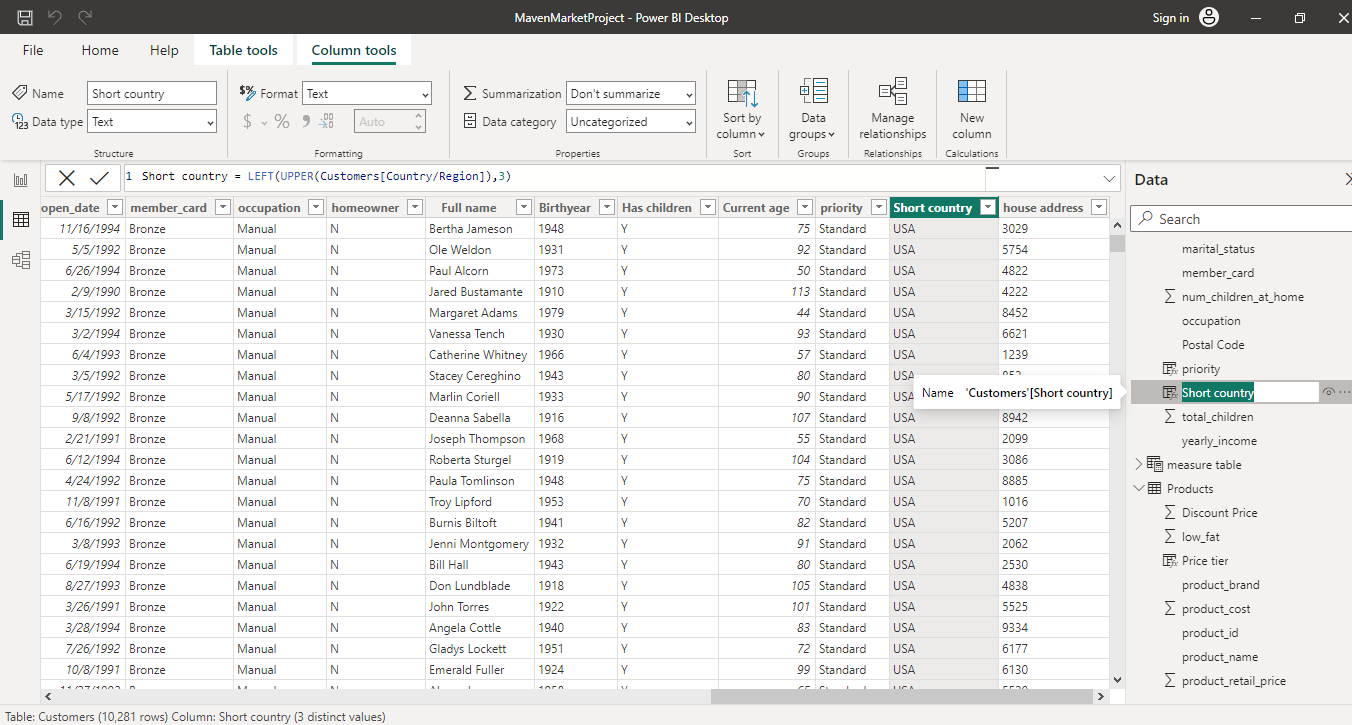 MavenMarketProject - Power BI Desktop
Sign in
File Home Help Table tools Column tools
Name Short country
Data type Text
Structure
$% Format Text
$ % 9 .00 Auto
Formatting
Summarization Don't summarize
Data category Uncategorized
Properties
Sort by
column
Sort
Data
groups
Groups
Manage
relationships
Relationships
New
column
Calculations
1 Short country = LEFT(UPPER(Customers[Country/Region]),3)
open_date member_card occupation homeowner Full name Birthyear Has children Current age priority Short country house address
11/16/1994 Bronze Manual N Bertha Jameson 1948 Y 75 Standard USA 3029
5/5/1992 Bronze Manual N Ole Weldon 1931 Y 92 Standard USA 5754
6/26/1994 Bronze Manual N Paul Alcorn 1973 Y 50 Standard USA 4822
2/9/1990 Bronze Manual N Jared Bustamante 1910 Y 113 Standard USA 4222
3/15/1992 Bronze Manual N Margaret Adams 1979 Y 44 Standard USA 8452
3/2/1994 Bronze Manual N Vanessa Tench 1930 Y 93 Standard USA 6621
6/4/1993 Bronze Manual N Catherine Whitney 1966 Y 57 Standard USA 1239
3/5/1992 Bronze Manual N Stacey Cereghino 1943 Y 80 Standard USA
5/17/1992 Bronze Manual N Marlin Coriell 1933 Y 90 Standard USA
9/8/1992 Bronze Manual N Deanna Sabella 1916 Y 107 Standard USA 8942
2/21/1991 Bronze Manual N Joseph Thompson 1968 Y 55 Standard USA 2099
6/12/1994 Bronze Manual N Roberta Sturgel 1919 Y 104 Standard USA 3086
4/24/1992 Bronze Manual N Paula Tomlinson 1948 Y 75 Standard USA 8885
11/8/1991 Bronze Manual N Troy Lipford 1953 Y 70 Standard USA 1016
6/16/1992 Bronze Manual N Burnis Biltoft 1941 Y 82 Standard USA 5207
3/8/1993 Bronze Manual N Jenni Montgomery 1932 Y 91 Standard USA 2062
6/19/1994 Bronze Manual N Bill Hall 1943 Y 80 Standard USA 2530
8/27/1993 Bronze Manual N Don Lundblade 1918 Y 105 Standard USA 4838
3/26/1991 Bronze Manual N John Torres 1922 Y 101 Standard USA 5525
3/28/1994 Bronze Manual N Angela Cottle 1940 Y 83 Standard USA 9334
7/26/1992 Bronze Manual N Gladys Lockett 1951 Y 72 Standard USA 6177
10/8/1991 Bronze Manual N Emerald Fuller 1924 Y 99 Standard USA 6130
Name 'Customers'[Short country]
Data
Search
marital_status
member_card
num_children_at_home
occupation
Postal Code
priority
Short country
total_children
yearly_income
measure table
Products
Discount Price
low_fat
Price tier
product_brand
product_cost
product_id
product_name
product_retail_price
Table: Customers (10,281 rows) Column: Short country (3 distinct values)